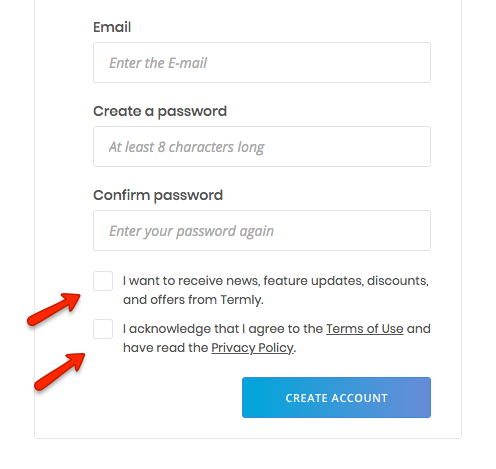 Email
Enter the E-mail
Create a password
At least 8 characters long
Confirm password
Enter your password again
I want to receive news, feature updates, discounts,
and offers from Termly.
I acknowledge that I agree to the Terms of Use and
have read the Privacy Policy.
CREATE ACCOUNT